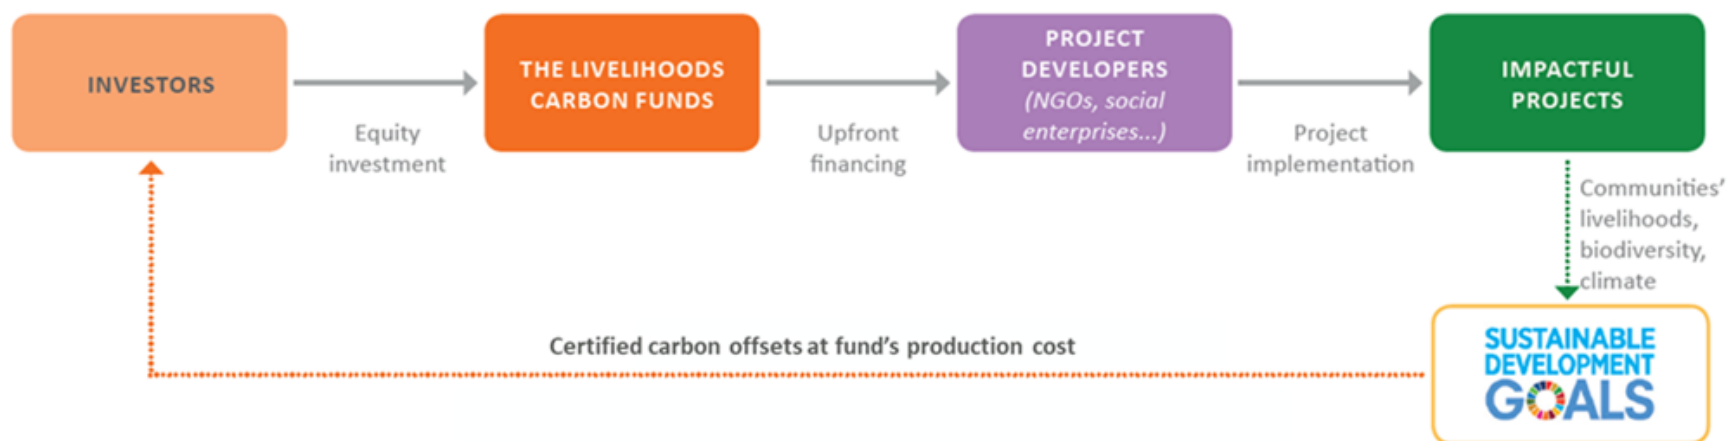 INVESTORS
Equity
investment
THE LIVELIHOODS
CARBON FUNDS
Upfront
financing
PROJECT
DEVELOPERS
(NGOs, social
enterprises...)
Project
implementation
IMPACTFUL
PROJECTS
Communities’
livelihoods,
biodiversity,
climate
SUSTAINABLE
DEVELOPMENT
GOALS
Certified carbon offsets at fund’s production cost